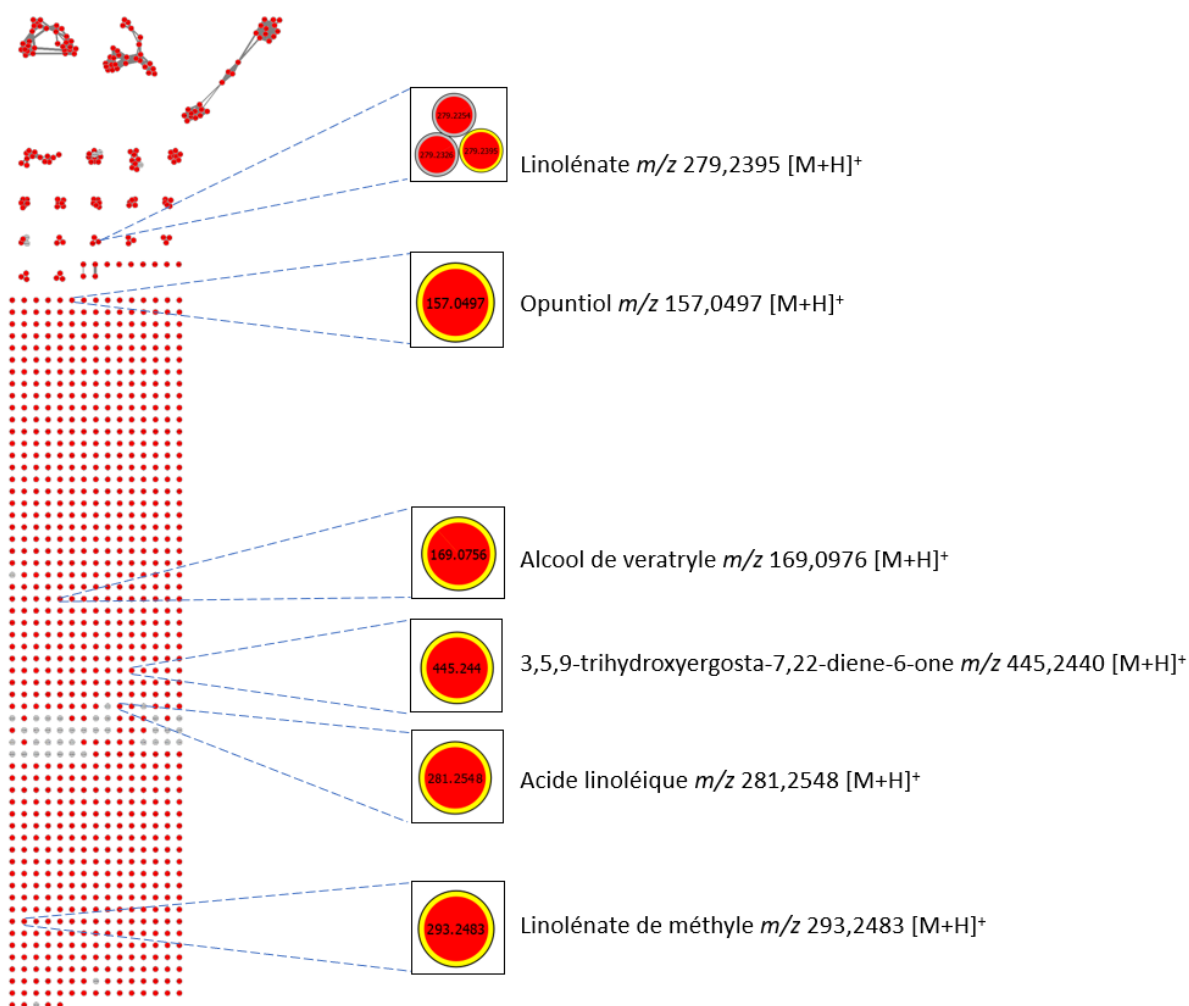 279.2254
279.2326
279.2395
Linolénate m/z 279,2395 [M+H]⁺
157.0497
Opuntiol m/z 157,0497 [M+H]⁺
169.0756
Alcool de veratryle m/z 169,0976 [M+H]⁺
445.244
3,5,9-trihydroxyergosta-7,22-diene-6-one m/z 445,2440 [M+H]⁺
281.2548
Acide linoléique m/z 281,2548 [M+H]⁺
293.2483
Linolénate de méthyle m/z 293,2483 [M+H]⁺